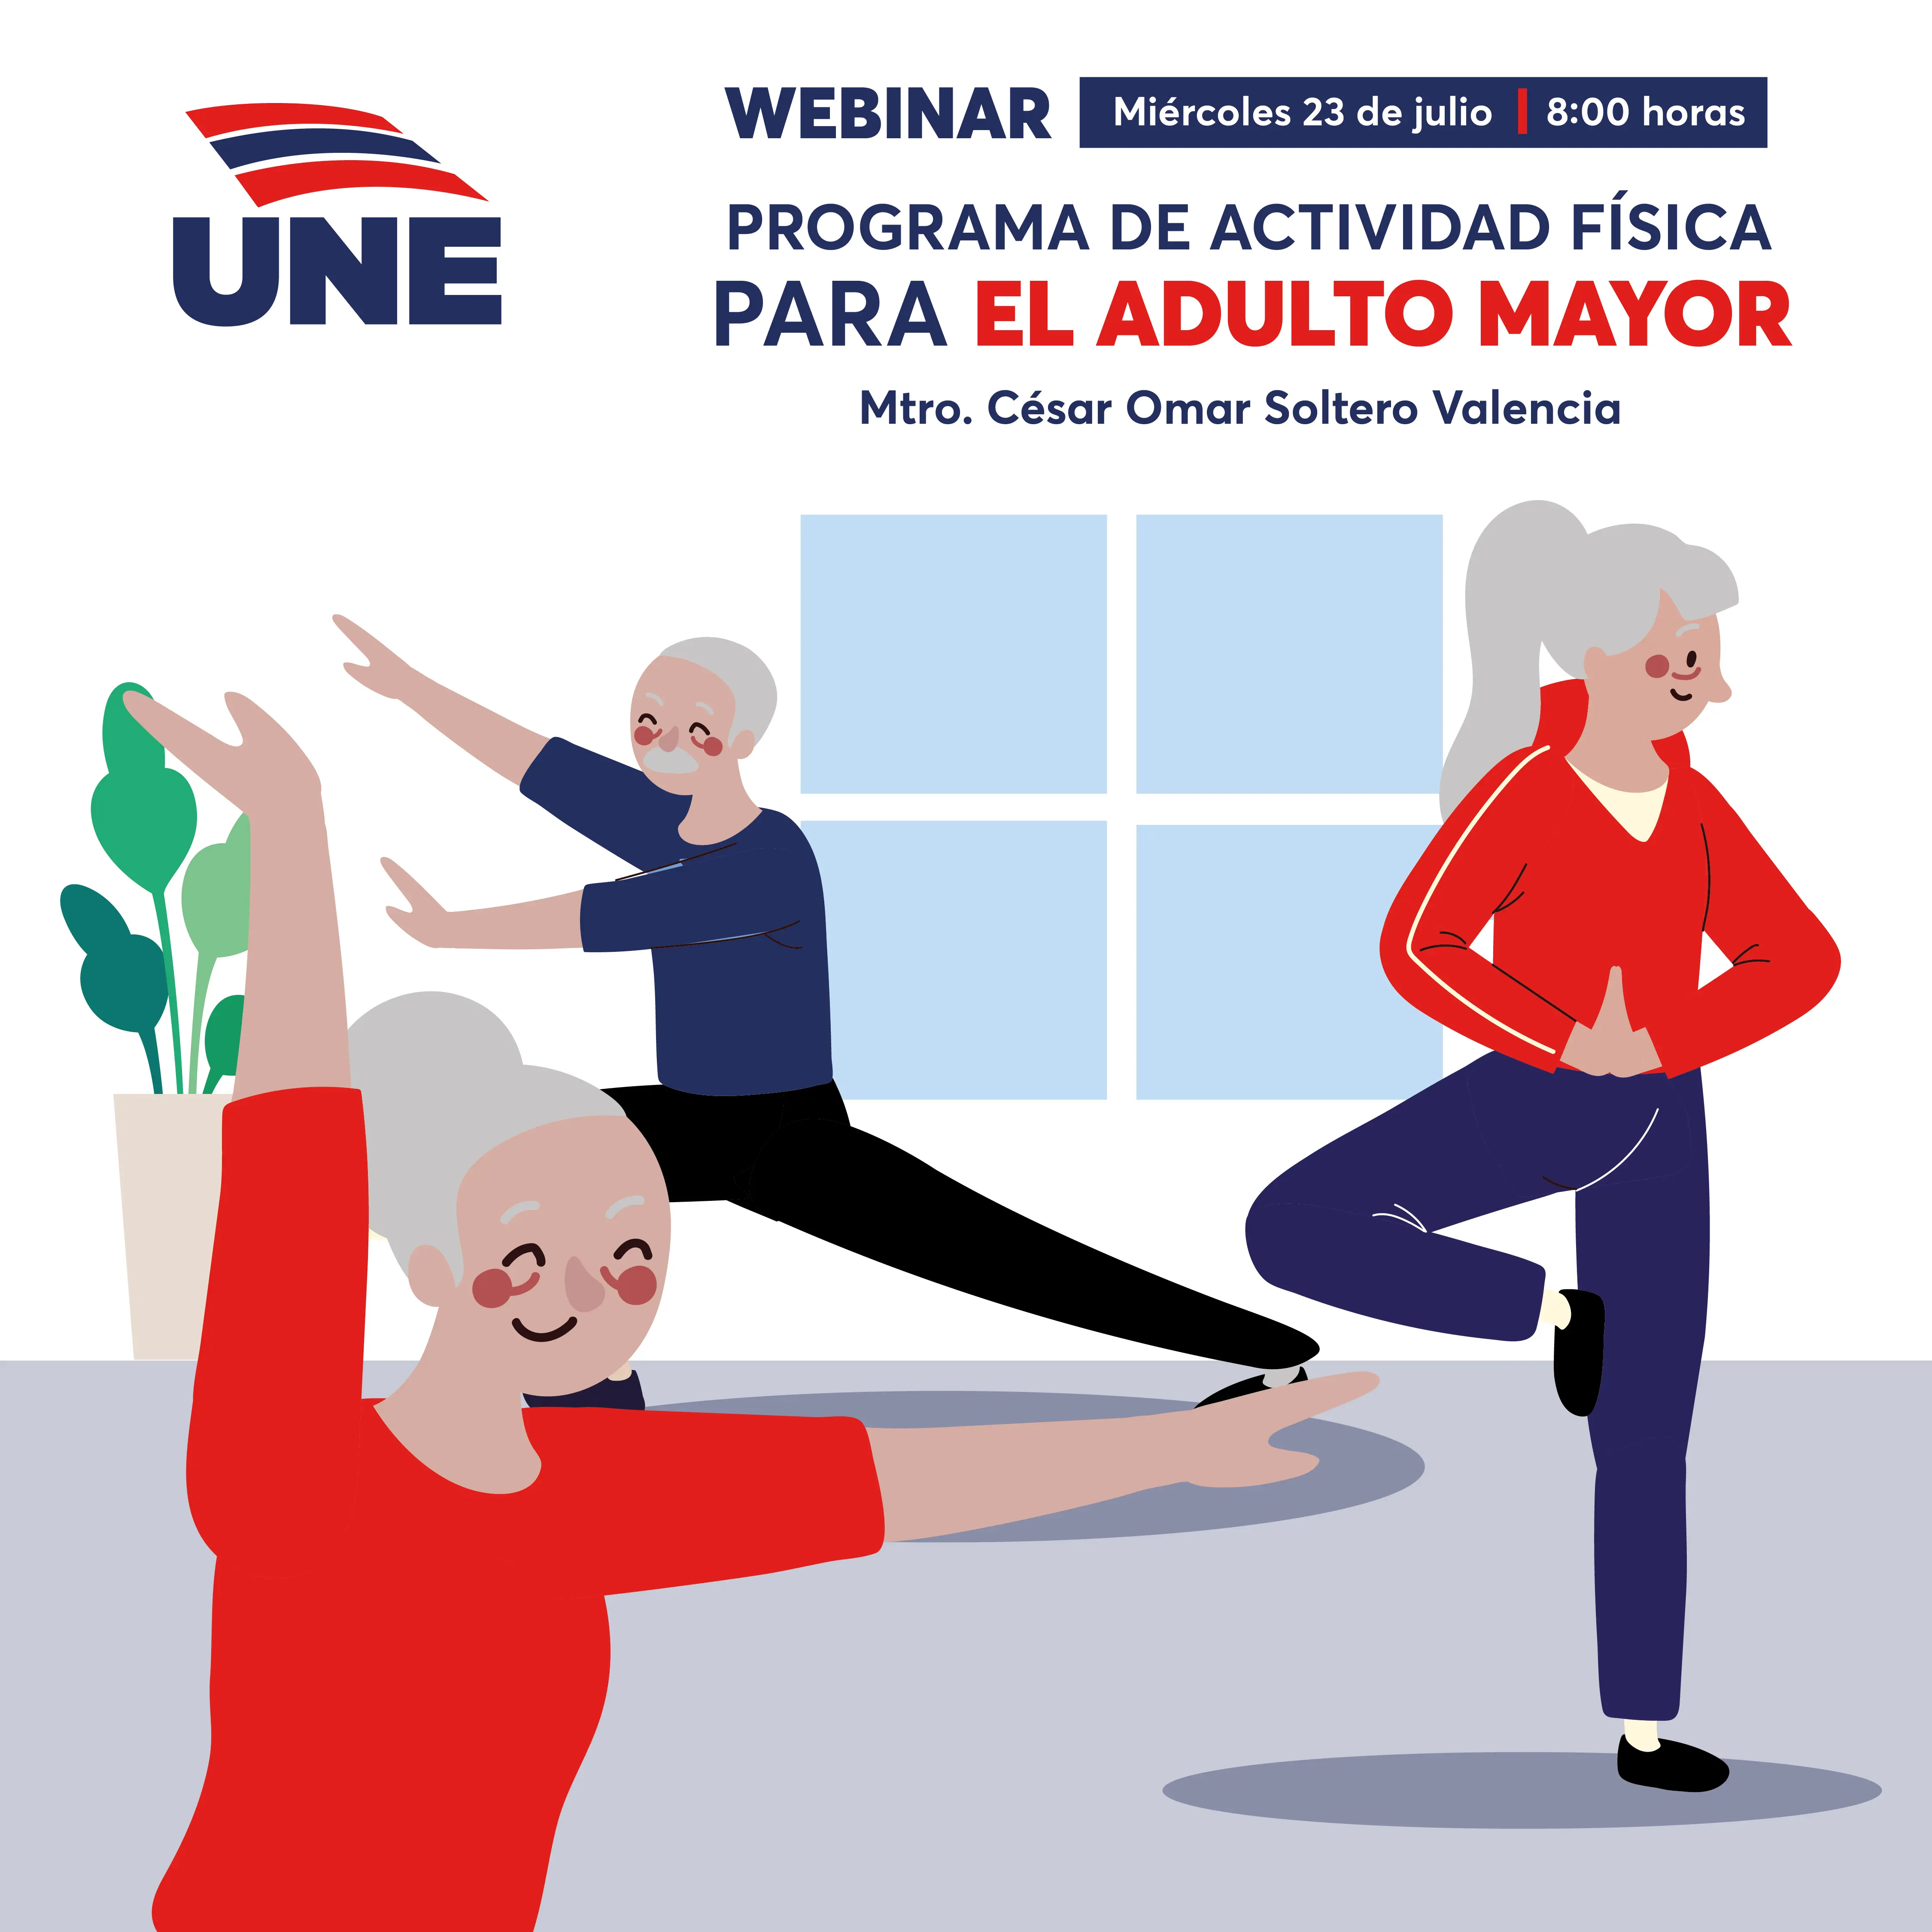 UNE
WEBINAR
Miércoles 23 de julio | 8:00 horas
PROGRAMA DE ACTIVIDAD FÍSICA
PARA EL ADULTO MAYOR
Mtro. César Omar Soltero Valencia